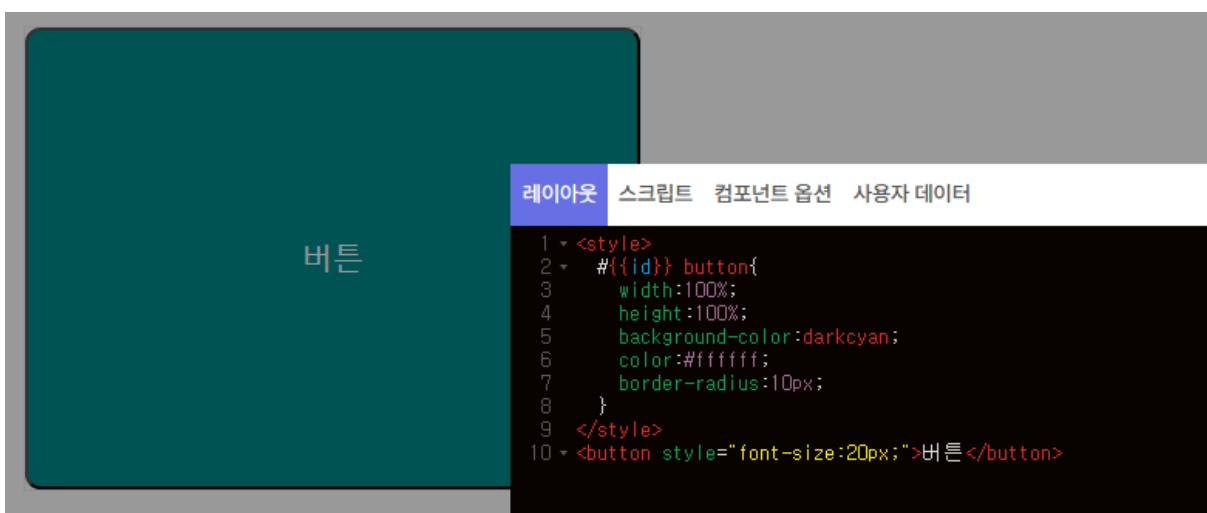 버튼
레이아웃 스크립트 컴포넌트 옵션 사용자 데이터
1 <style>
2 #{{id}} button{
3 width:100%;
4 height:100%;
5 background-color:darkcyan;
6 color:#ffffff;
7 border-radius:10px;
8 }
9 </style>
10 <button style="font-size:20px;">버튼</button>